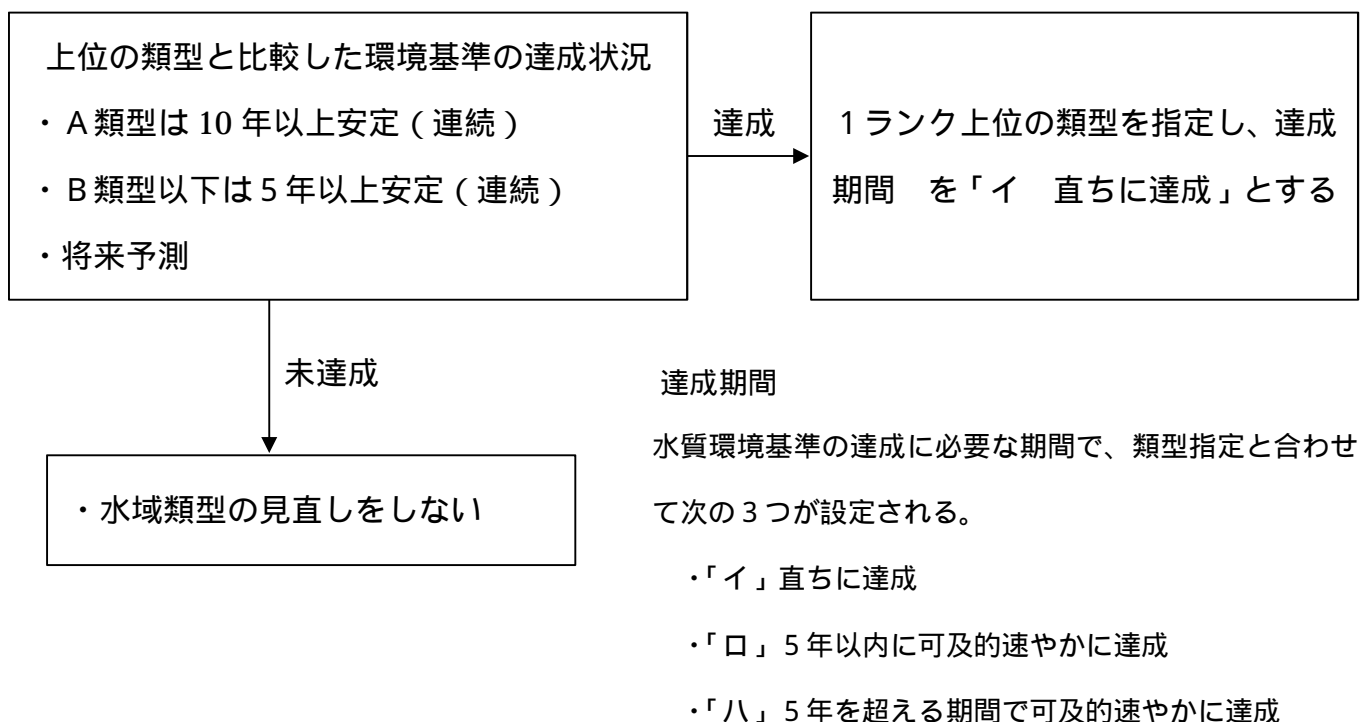 上位の類型と比較した環境基準の達成状況
・A類型は 10 年以上安定（連続）
・B類型以下は5年以上安定（連続）
・将来予測
達成
1ランク上位の類型を指定し、達成
期間　を「イ　直ちに達成」とする
未達成
・水域類型の見直しをしない
達成期間
水質環境基準の達成に必要な期間で、類型指定と合わせ
て次の3つが設定される。
・「イ」直ちに達成
・「ロ」5年以内に可及的速やかに達成
・「ハ」5年を超える期間で可及的速やかに達成